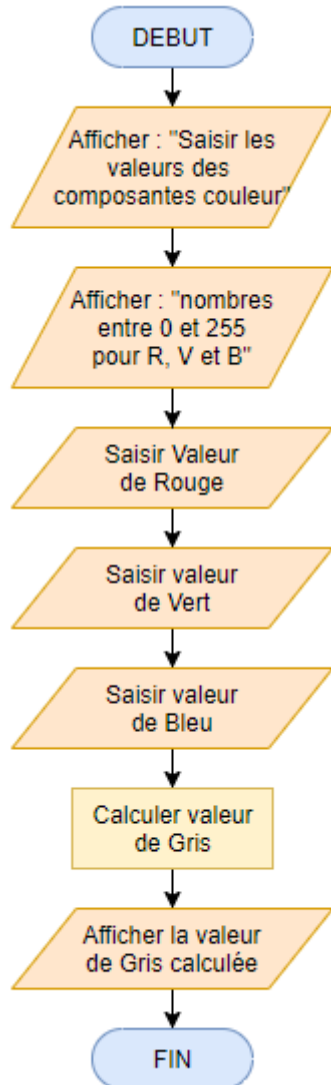 DEBUT
Afficher : "Saisir les
valeurs des
composantes couleur"
Afficher : "nombres
entre 0 et 255
pour R, V et B"
Saisir Valeur
de Rouge
Saisir valeur
de Vert
Saisir valeur
de Bleu
Calculer valeur
de Gris
Afficher la valeur
de Gris calculée
FIN